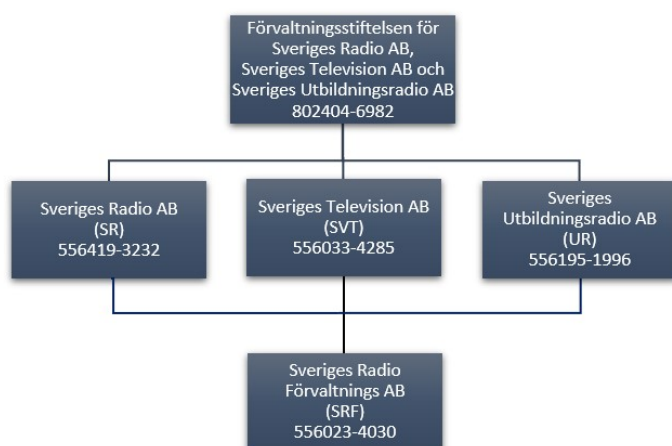 Förvaltningsstiftelsen för
Sveriges Radio AB,
Sveriges Television AB och
Sveriges Utbildningsradio AB
802404-6982
Sveriges Radio AB
(SR)
556419-3232
Sveriges Television AB
(SVT)
556033-4285
Sveriges
Utbildningsradio AB
(UR)
556195-1996
Sveriges Radio
Förvaltnings AB
(SRF)
556023-4030